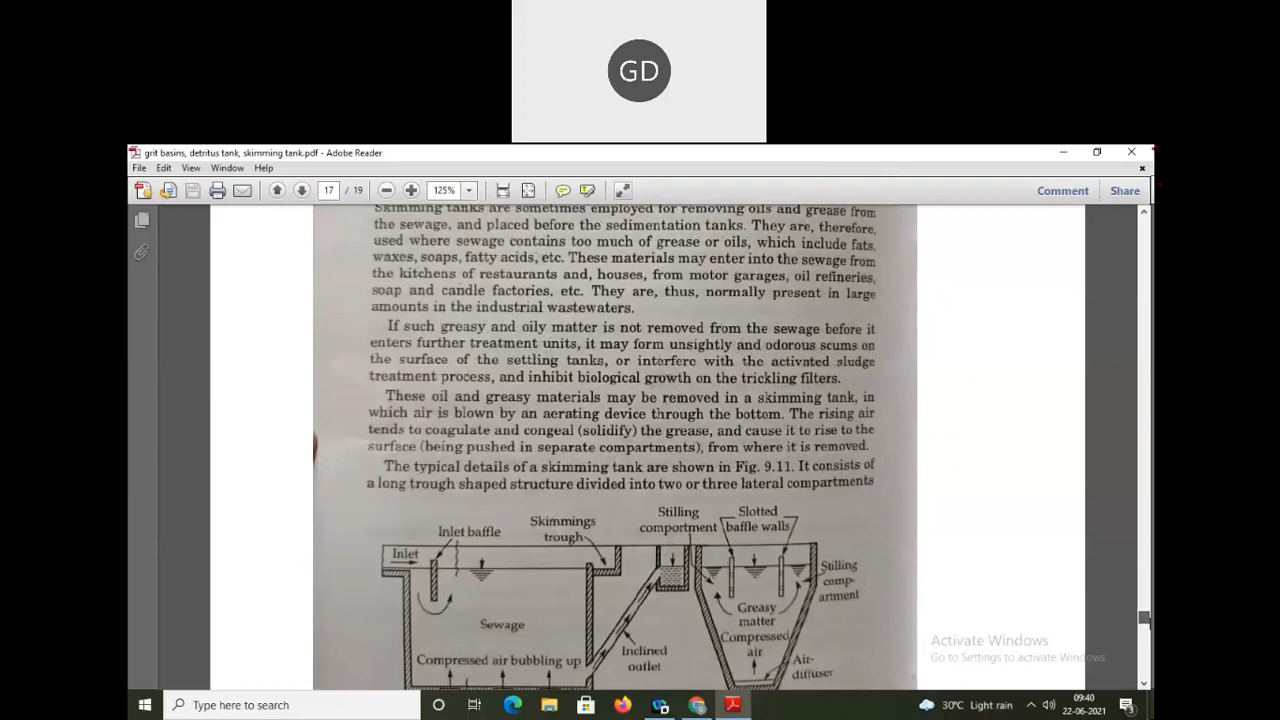 GD
grit basins, detritus tank, skimming tank.pdf - Adobe Reader
File Edit View Window Help
17 / 19 125% Comment Share
Skimming tanks are sometimes employed for removing oils and grease from
the sewage, and placed before the sedimentation tanks. They are, therefore,
used where sewage contains too much of grease or oils, which include fats,
waxes, soaps, fatty acids, etc. These materials may enter into the sewage from
the kitchens of restaurants and, houses, from motor garages, oil refineries,
soap and candle factories, etc. They are, thus, normally present in large
amounts in the industrial wastewaters.
If such greasy and oily matter is not removed from the sewage before it
enters further treatment units, it may form unsightly and odorous scums on
the surface of the settling tanks, or interfere with the activated sludge
treatment process, and inhibit biological growth on the trickling filters.
These oil and greasy materials may be removed in a skimming tank, in
which air is blown by an aerating device through the bottom. The rising air
tends to coagulate and congeal (solidify) the grease, and cause it to rise to the
surface (being pushed in separate compartments), from where it is removed.
The typical details of a skimming tank are shown in Fig. 9.11. It consists of
a long trough shaped structure divided into two or three lateral compartments
Inlet
Inlet baffle
Skimmings
trough
Stilling
compartment
Slotted
baffle walls
Stilling
comp-
artment
Sewage
Greasy
matter
Compressed
air
Inclined
outlet
Compressed air bubbling up
Air-
diffuser
Activate Windows
Go to Settings to activate Windows.
Type here to search
30°C Light rain
09:40
22-06-2021
3